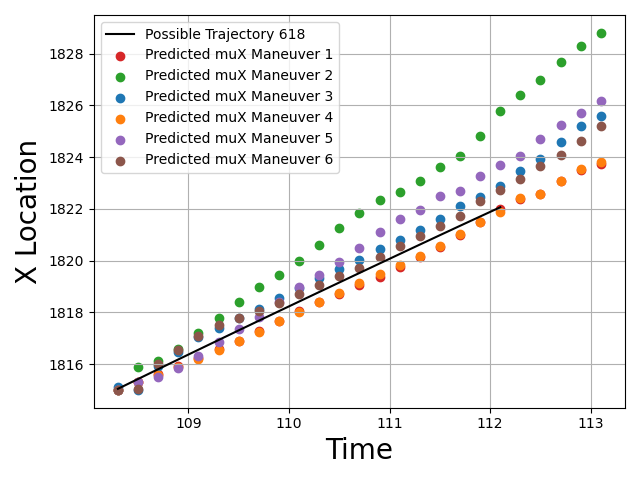 Possible Trajectory 618
Predicted muX Maneuver 1
Predicted muX Maneuver 2
Predicted muX Maneuver 3
Predicted muX Maneuver 4
Predicted muX Maneuver 5
Predicted muX Maneuver 6
X Location
1828
1826
1824
1822
1820
1818
1816
109 110 111 112 113
Time